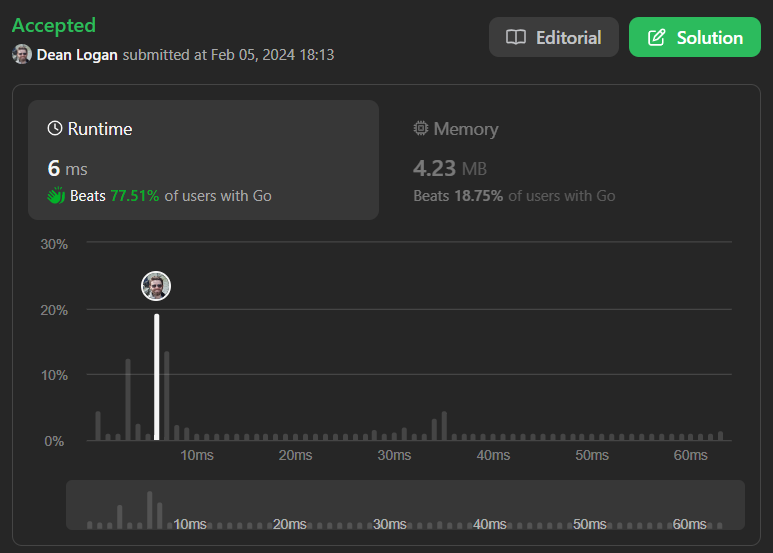 Accepted
Dean Logan submitted at Feb 05, 2024 18:13
Editorial
Solution
Runtime
6 ms
Beats 77.51% of users with Go
Memory
4.23 MB
Beats 18.75% of users with Go
30%
20%
10%
0%
10ms 20ms 30ms 40ms 50ms 60ms
10ms 20ms 30ms 40ms 50ms 60ms